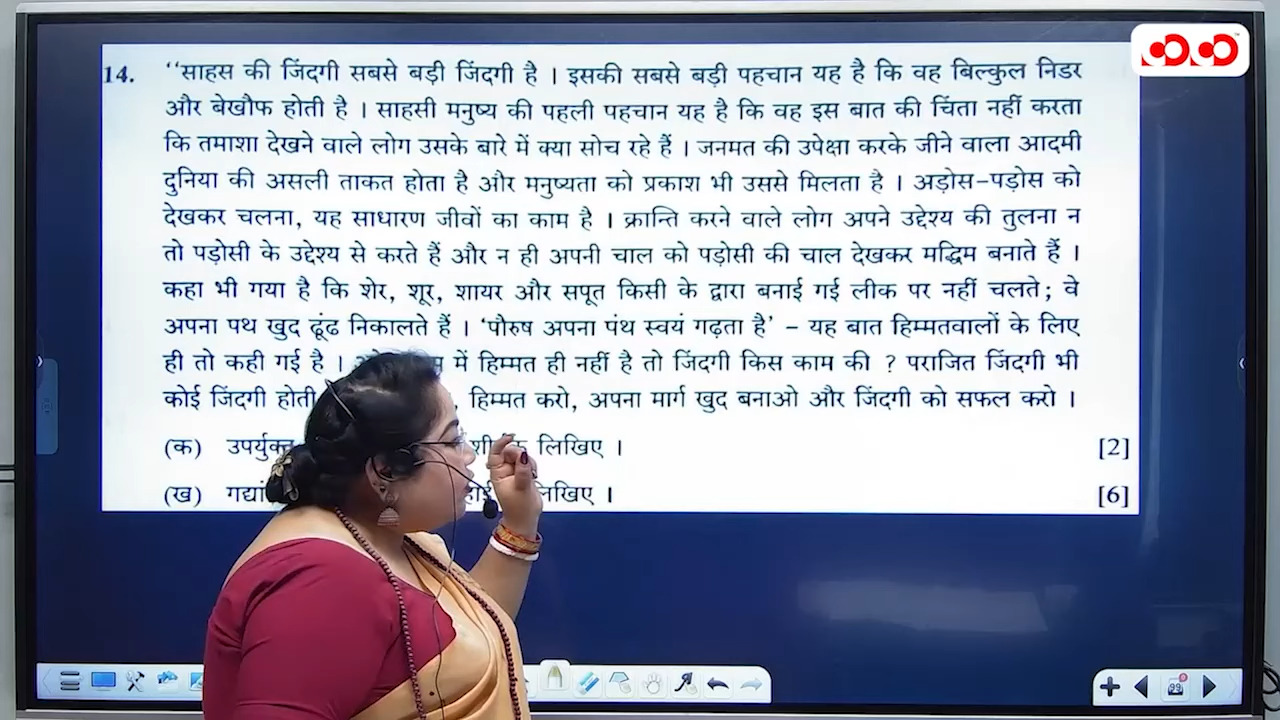 14. ‘‘साहस की जिंदगी सबसे बड़ी जिंदगी है । इसकी सबसे बड़ी पहचान यह है कि वह बिल्कुल निडर
और बेखौफ होती है । साहसी मनुष्य की पहली पहचान यह है कि वह इस बात की चिंता नहीं करता
कि तमाशा देखने वाले लोग उसके बारे में क्या सोच रहे हैं । जनमत की उपेक्षा करके जीने वाला आदमी
दुनिया की असली ताकत होता है और मनुष्यता को प्रकाश भी उससे मिलता है । अड़ोस-पड़ोस को
देखकर चलना, यह साधारण जीवों का काम है । क्रान्ति करने वाले लोग अपने उद्देश्य की तुलना न
तो पड़ोसी के उद्देश्य से करते हैं और न ही अपनी चाल को पड़ोसी की चाल देखकर मद्धिम बनाते हैं ।
कहा भी गया है कि शेर, शूर, शायर और सपूत किसी के द्वारा बनाई गई लीक पर नहीं चलते; वे
अपना पथ खुद ढूंढ निकालते हैं । ‘पौरुष अपना पंथ स्वयं गढ़ता है’ – यह बात हिम्मतवालों के लिए
ही तो कही गई है । में हिम्मत ही नहीं है तो जिंदगी किस काम की ? पराजित जिंदगी भी
कोई जिंदगी होती , हिम्मत करो, अपना मार्ग खुद बनाओ और जिंदगी को सफल करो ।
(क) उपर्युक्त लिखिए । [2]
(ख) लिखिए । [6]